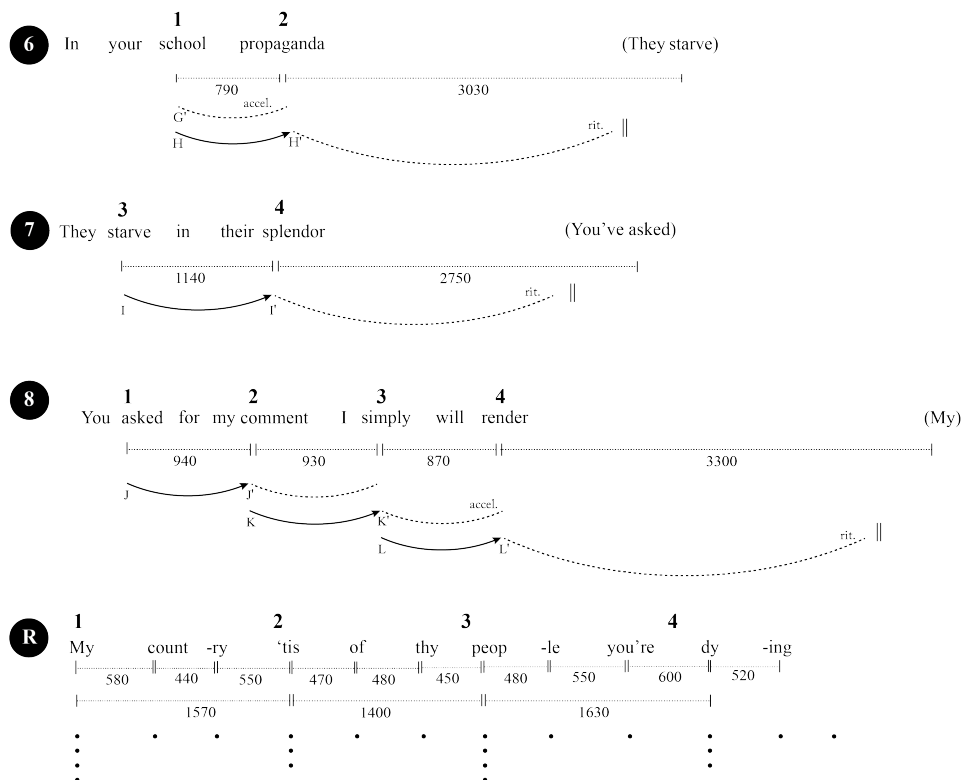 1 2
6 In your school propaganda (They starve)
790 3030
accel.
G'
rit.
H H'
3 4
7 They starve in their splendor (You've asked)
1140 2750
rit.
I I'
1 2 3 4
8 You asked for my comment I simply will render (My)
940 930 870 3300
J J'
accel.
K K'
rit.
L L'
1 2 3 4
R My count -ry 'tis of thy peop -le you're dy -ing
580 440 550 470 480 450 480 550 600 520
1570 1400 1630